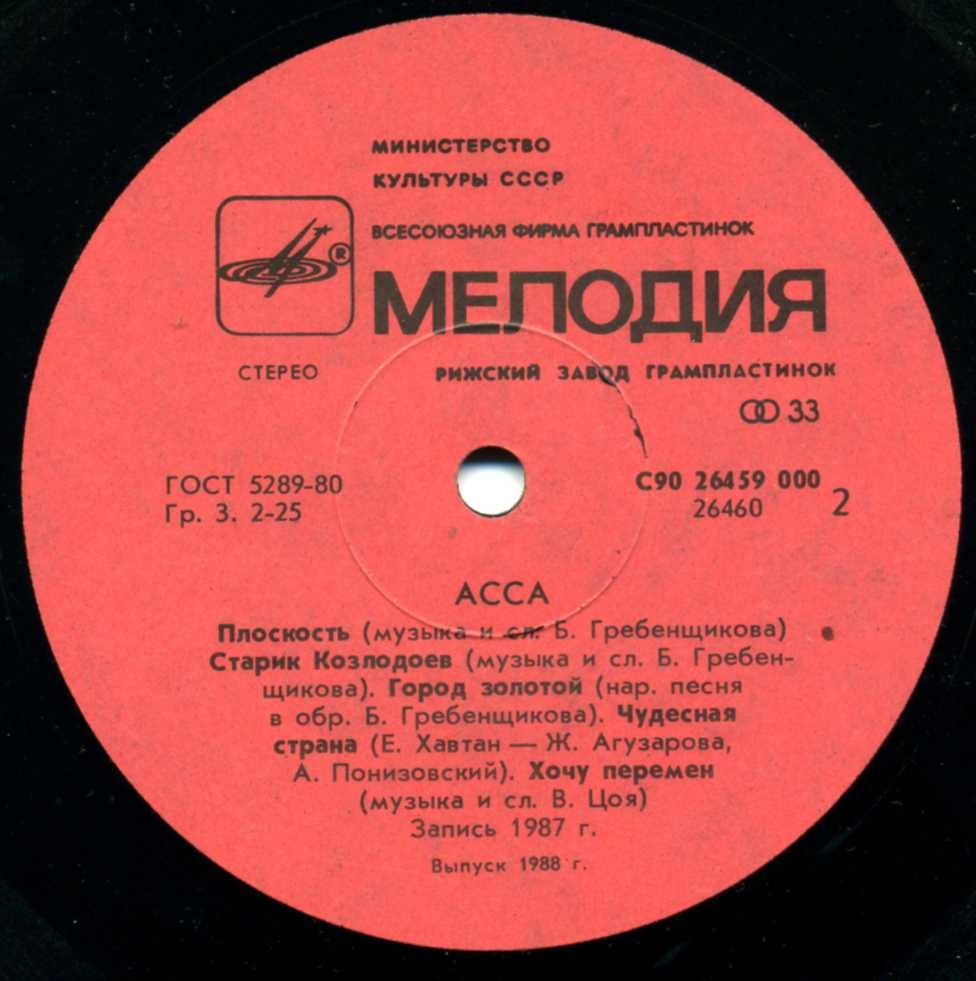 МИНИСТЕРСТВО
КУЛЬТУРЫ СССР
ВСЕСОЮЗНАЯ ФИРМА ГРАМПЛАСТИНОК
®
МЕЛОДИЯ
СТЕРЕО
РИЖСКИЙ ЗАВОД ГРАМПЛАСТИНОК
33
ГОСТ 5289-80
Гр. 3. 2-25
С90 26459 000
26460 2
АССА
Плоскость (музыка и сл. Б. Гребенщикова)
Старик Козлодоев (музыка и сл. Б. Гребен-
щикова). Город золотой (нар. песня
в обр. Б. Гребенщикова). Чудесная
страна (Е. Хавтан — Ж. Агузарова,
А. Понизовский). Хочу перемен
(музыка и сл. В. Цоя)
Запись 1987 г.
Выпуск 1988 г.